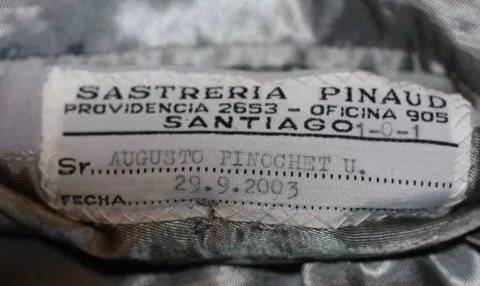 SASTRERIA PINAUD
PROVIDENCIA 2653 - OFICINA 905
SANTIAGO 1-0-1
Sr. AUGUSTO PINOCHET U.
29.9.2003
FECHA